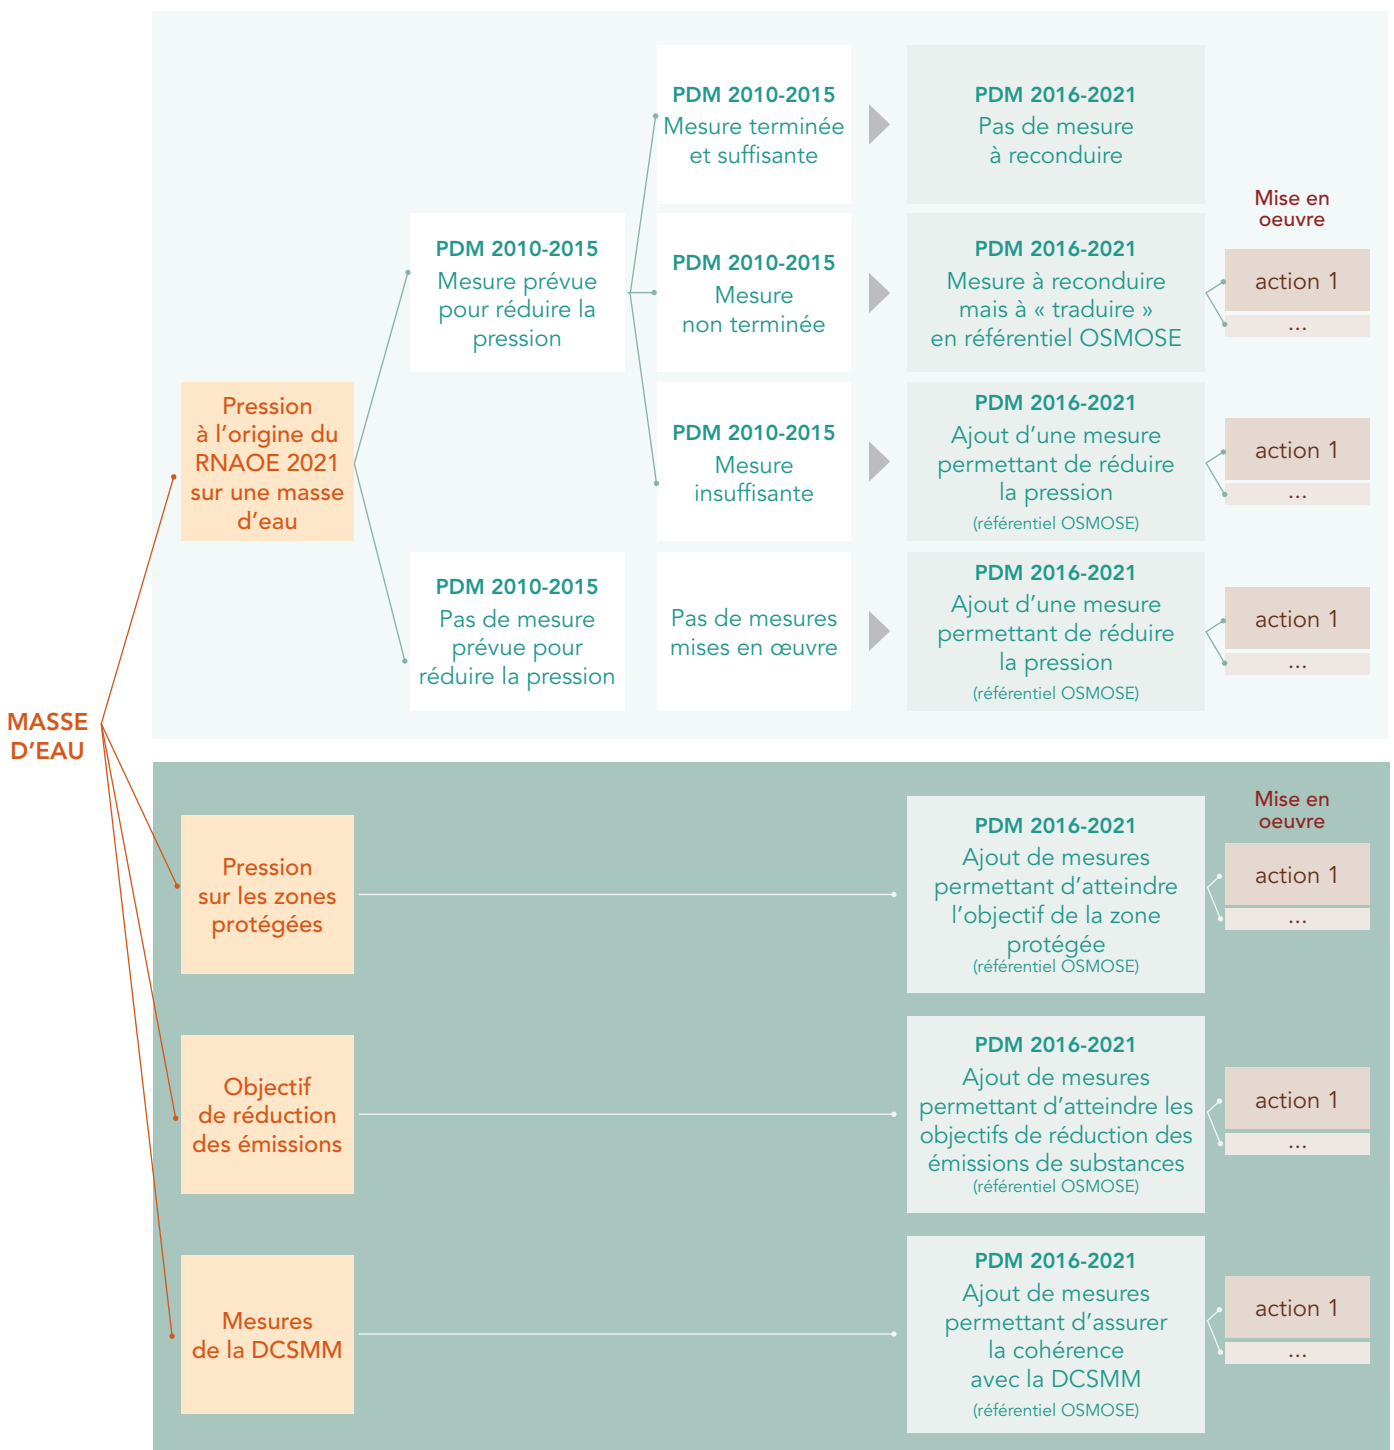 MASSE
D'EAU
Pression
à l'origine du
RNAOE 2021
sur une masse
d'eau
PDM 2010-2015
Mesure prévue
pour réduire la
pression
PDM 2010-2015
Mesure terminée
et suffisante
PDM 2016-2021
Pas de mesure
à reconduire
Mise en
oeuvre
PDM 2010-2015
Mesure
non terminée
PDM 2016-2021
Mesure à reconduire
mais à « traduire »
en référentiel OSMOSE
action 1
...
PDM 2010-2015
Mesure
insuffisante
PDM 2016-2021
Ajout d'une mesure
permettant de réduire
la pression
(référentiel OSMOSE)
action 1
...
PDM 2010-2015
Pas de mesure
prévue pour
réduire la pression
Pas de mesures
mises en œuvre
PDM 2016-2021
Ajout d'une mesure
permettant de réduire
la pression
(référentiel OSMOSE)
action 1
...
Pression
sur les zones
protégées
PDM 2016-2021
Ajout de mesures
permettant d'atteindre
l'objectif de la zone
protégée
(référentiel OSMOSE)
Mise en
oeuvre
action 1
...
Objectif
de réduction
des émissions
PDM 2016-2021
Ajout de mesures
permettant d'atteindre les
objectifs de réduction des
émissions de substances
(référentiel OSMOSE)
action 1
...
Mesures
de la DCSMM
PDM 2016-2021
Ajout de mesures
permettant d'assurer
la cohérence
avec la DCSMM
(référentiel OSMOSE)
action 1
...